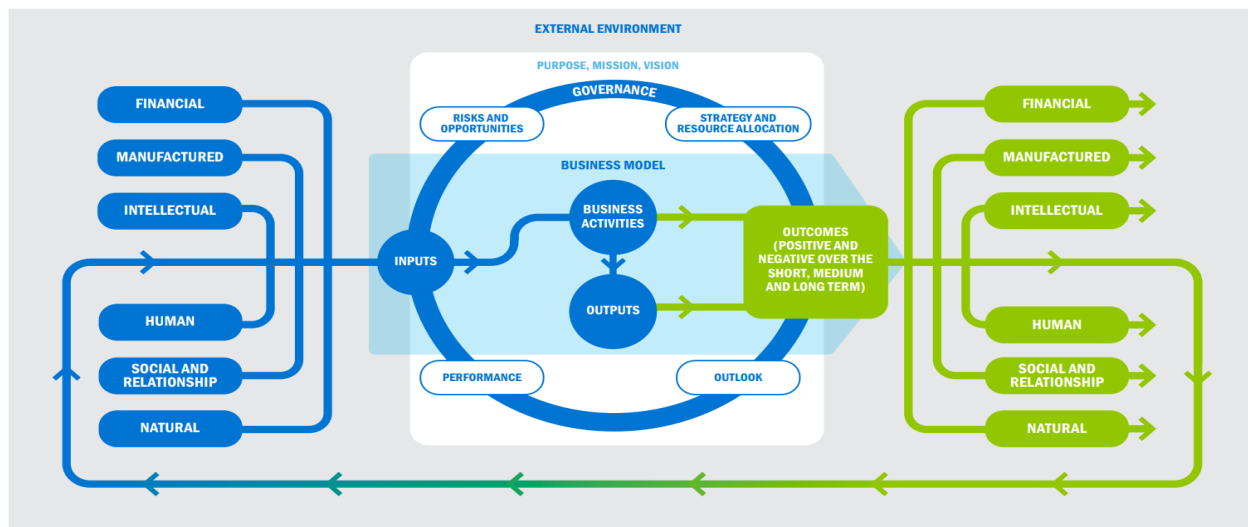 EXTERNAL ENVIRONMENT
PURPOSE, MISSION, VISION
GOVERNANCE
RISKS AND
OPPORTUNITIES
STRATEGY AND
RESOURCE ALLOCATION
BUSINESS MODEL
FINANCIAL
MANUFACTURED
INTELLECTUAL
HUMAN
SOCIAL AND
RELATIONSHIP
NATURAL
INPUTS
BUSINESS
ACTIVITIES
OUTPUTS
OUTCOMES
(POSITIVE AND
NEGATIVE OVER THE
SHORT, MEDIUM
AND LONG TERM)
PERFORMANCE
OUTLOOK
FINANCIAL
MANUFACTURED
INTELLECTUAL
HUMAN
SOCIAL AND
RELATIONSHIP
NATURAL